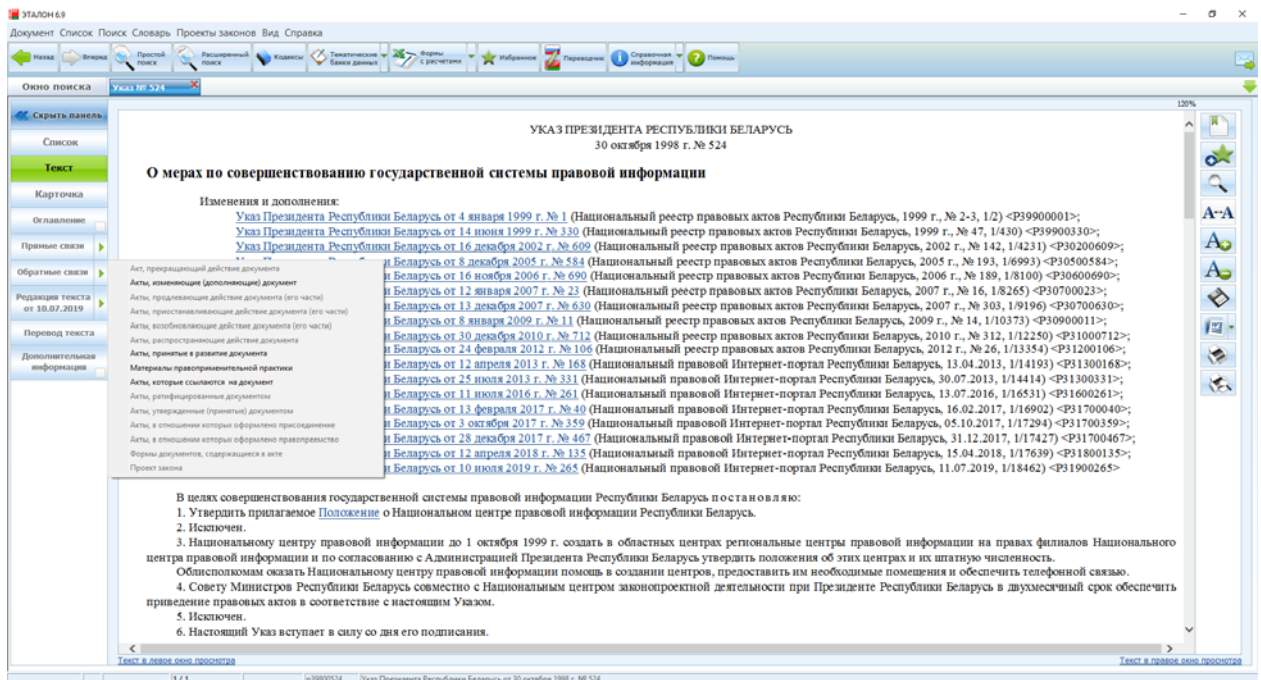 ЭТАЛОН 6.9
Документ Список Поиск Словарь Проекты законов Вид Справка
Назад Вперед Простой поиск Расширенный поиск Кодексы Тематические банки данных Формы с расчетами Избранное Переводчик Справочная информация Помощь
Окно поиска Указ № 524
120%
Скрыть панель
Список
Текст
Карточка
Оглавление
Прямые связи
Обратные связи
Редакция текста
от 10.07.2019
Перевод текста
Дополнительная
информация
УКАЗ ПРЕЗИДЕНТА РЕСПУБЛИКИ БЕЛАРУСЬ
30 октября 1998 г. № 524
О мерах по совершенствованию государственной системы правовой информации
Изменения и дополнения:
Указ Президента Республики Беларусь от 4 января 1999 г. № 1 (Национальный реестр правовых актов Республики Беларусь, 1999 г., № 2-3, 1/2) <P39900001>;
Указ Президента Республики Беларусь от 14 июня 1999 г. № 330 (Национальный реестр правовых актов Республики Беларусь, 1999 г., № 47, 1/430) <P39900330>;
Указ Президента Республики Беларусь от 16 декабря 2002 г. № 609 (Национальный реестр правовых актов Республики Беларусь, 2002 г., № 142, 1/4231) <P30200609>;
и Беларусь от 8 декабря 2005 г. № 584 (Национальный реестр правовых актов Республики Беларусь, 2005 г., № 193, 1/6993) <P30500584>;
и Беларусь от 16 ноября 2006 г. № 690 (Национальный реестр правовых актов Республики Беларусь, 2006 г., № 189, 1/8100) <P30600690>;
и Беларусь от 12 января 2007 г. № 23 (Национальный реестр правовых актов Республики Беларусь, 2007 г., № 16, 1/8265) <P30700023>;
и Беларусь от 13 декабря 2007 г. № 630 (Национальный реестр правовых актов Республики Беларусь, 2007 г., № 303, 1/9196) <P30700630>;
и Беларусь от 8 января 2009 г. № 11 (Национальный реестр правовых актов Республики Беларусь, 2009 г., № 14, 1/10373) <P30900011>;
и Беларусь от 30 декабря 2010 г. № 712 (Национальный реестр правовых актов Республики Беларусь, 2010 г., № 312, 1/12250) <P31000712>;
и Беларусь от 24 февраля 2012 г. № 106 (Национальный реестр правовых актов Республики Беларусь, 2012 г., № 26, 1/13354) <P31200106>;
и Беларусь от 12 апреля 2013 г. № 168 (Национальный правовой Интернет-портал Республики Беларусь, 13.04.2013, 1/14193) <P31300168>;
и Беларусь от 25 июля 2013 г. № 331 (Национальный правовой Интернет-портал Республики Беларусь, 30.07.2013, 1/14414) <P31300331>;
и Беларусь от 11 июля 2016 г. № 261 (Национальный правовой Интернет-портал Республики Беларусь, 13.07.2016, 1/16531) <P31600261>;
и Беларусь от 13 февраля 2017 г. № 40 (Национальный правовой Интернет-портал Республики Беларусь, 16.02.2017, 1/16902) <P31700040>;
и Беларусь от 3 октября 2017 г. № 359 (Национальный правовой Интернет-портал Республики Беларусь, 05.10.2017, 1/17294) <P31700359>;
и Беларусь от 28 декабря 2017 г. № 467 (Национальный правовой Интернет-портал Республики Беларусь, 31.12.2017, 1/17427) <P31700467>;
и Беларусь от 12 апреля 2018 г. № 135 (Национальный правовой Интернет-портал Республики Беларусь, 15.04.2018, 1/17639) <P31800135>;
и Беларусь от 10 июля 2019 г. № 265 (Национальный правовой Интернет-портал Республики Беларусь, 11.07.2019, 1/18462) <P31900265>
Акт, прекращающий действие документа
Акты, изменяющие (дополняющие) документ
Акты, продлевающие действие документа (его части)
Акты, приостанавливающие действие документа (его части)
Акты, возобновляющие действие документа (его части)
Акты, распространяющие действие документа
Акты, принятые в развитие документа
Материалы правоприменительной практики
Акты, которые ссылаются на документ
Акты, ратифицированные документом
Акты, утвержденные (принятые) документом
Акты, в отношении которых оформлено присоединение
Акты, в отношении которых оформлено правопреемство
Формы документов, содержащиеся в акте
Проект закона
В целях совершенствования государственной системы правовой информации Республики Беларусь постановляю:
1. Утвердить прилагаемое Положение о Национальном центре правовой информации Республики Беларусь.
2. Исключен.
3. Национальному центру правовой информации до 1 октября 1999 г. создать в областных центрах региональные центры правовой информации на правах филиалов Национального
центра правовой информации и по согласованию с Администрацией Президента Республики Беларусь утвердить положения об этих центрах и их штатную численность.
Облисполкомам оказать Национальному центру правовой информации помощь в создании центров, предоставить им необходимые помещения и обеспечить телефонной связью.
4. Совету Министров Республики Беларусь совместно с Национальным центром законопроектной деятельности при Президенте Республики Беларусь в двухмесячный срок обеспечить
приведение правовых актов в соответствие с настоящим Указом.
5. Исключен.
6. Настоящий Указ вступает в силу со дня его подписания.
Текст в левое окно просмотра Текст в правое окно просмотра
1 / 1 p39800524 Указ Президента Республики Беларусь от 30 октября 1998 г. № 524